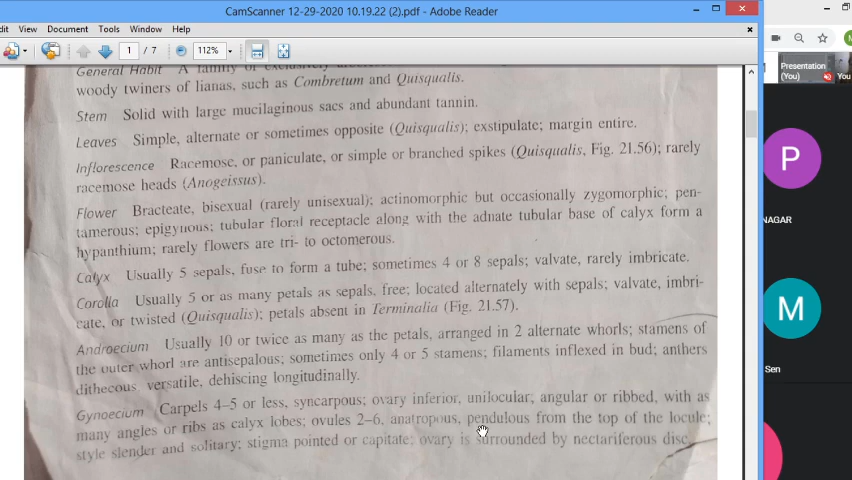 CamScanner 12-29-2020 10.19.22 (2).pdf - Adobe Reader
dit View Document Tools Window Help
1 / 7 112%
Presentation (You)
You
General Habit A family of exclusively
woody twiners of lianas, such as Combretum and Quisqualis.
Stem Solid with large mucilaginous sacs and abundant tannin.
Leaves Simple, alternate or sometimes opposite (Quisqualis); exstipulate; margin entire.
Inflorescence Racemose, or paniculate, or simple or branched spikes (Quisqualis, Fig. 21.56); rarely
racemose heads (Anogeissus).
Flower Bracteate, bisexual (rarely unisexual); actinomorphic but occasionally zygomorphic; pen-
tamerous; epigynous; tubular floral receptacle along with the adnate tubular base of calyx form a
hypanthium; rarely flowers are tri- to octomerous.
Calyx Usually 5 sepals, fuse to form a tube; sometimes 4 or 8 sepals; valvate, rarely imbricate.
Corolla Usually 5 or as many petals as sepals, free; located alternately with sepals; valvate, imbri-
cate, or twisted (Quisqualis); petals absent in Terminalia (Fig. 21.57).
Androecium Usually 10 or twice as many as the petals, arranged in 2 alternate whorls; stamens of
the outer whorl are antisepalous; sometimes only 4 or 5 stamens; filaments inflexed in bud; anthers
dithecous, versatile, dehiscing longitudinally.
Gynoecium Carpels 4–5 or less, syncarpous; ovary inferior, unilocular; angular or ribbed, with as
many angles or ribs as calyx lobes; ovules 2–6, anatropous, pendulous from the top of the locule;
style slender and solitary; stigma pointed or capitate; ovary is surrounded by nectariferous disc
P
NAGAR
M
Sen